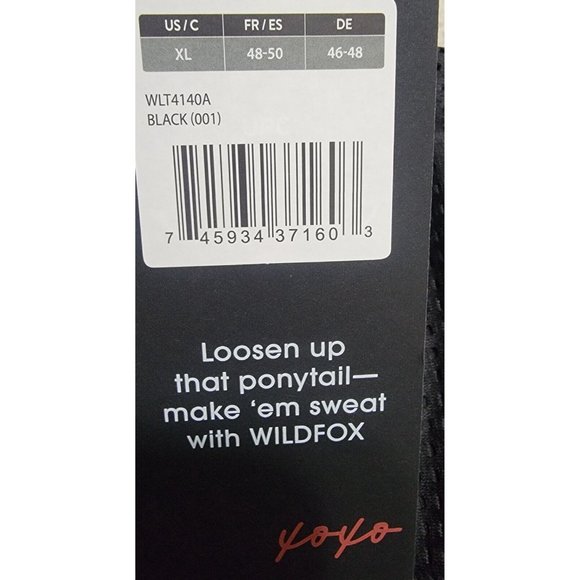 US / C FR / ES DE
XL 48-50 46-48
WLT4140A
BLACK (001)
7 45934 37160 3
Loosen up
that ponytail—
make ‘em sweat
with WILDFOX
xoxo